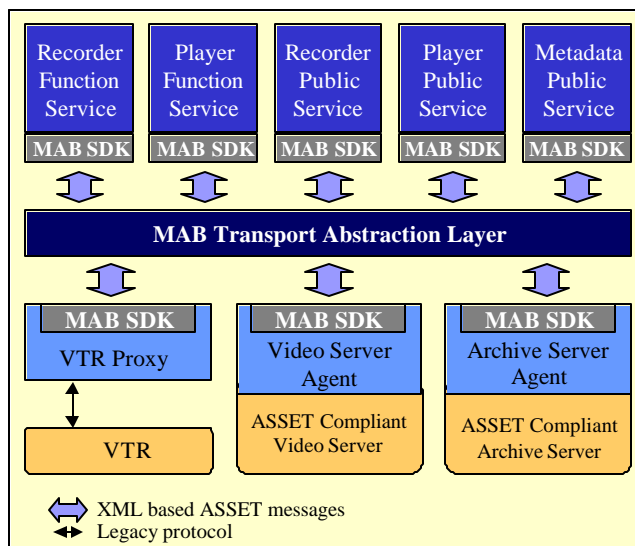 Recorder
Function
Service
Player
Function
Service
Recorder
Public
Service
Player
Public
Service
Metadata
Public
Service
MAB SDK
MAB SDK
MAB SDK
MAB SDK
MAB SDK
MAB Transport Abstraction Layer
MAB SDK
VTR Proxy
MAB SDK
Video Server
Agent
MAB SDK
Archive Server
Agent
VTR
ASSET Compliant
Video Server
ASSET Compliant
Archive Server
XML based ASSET messages
Legacy protocol